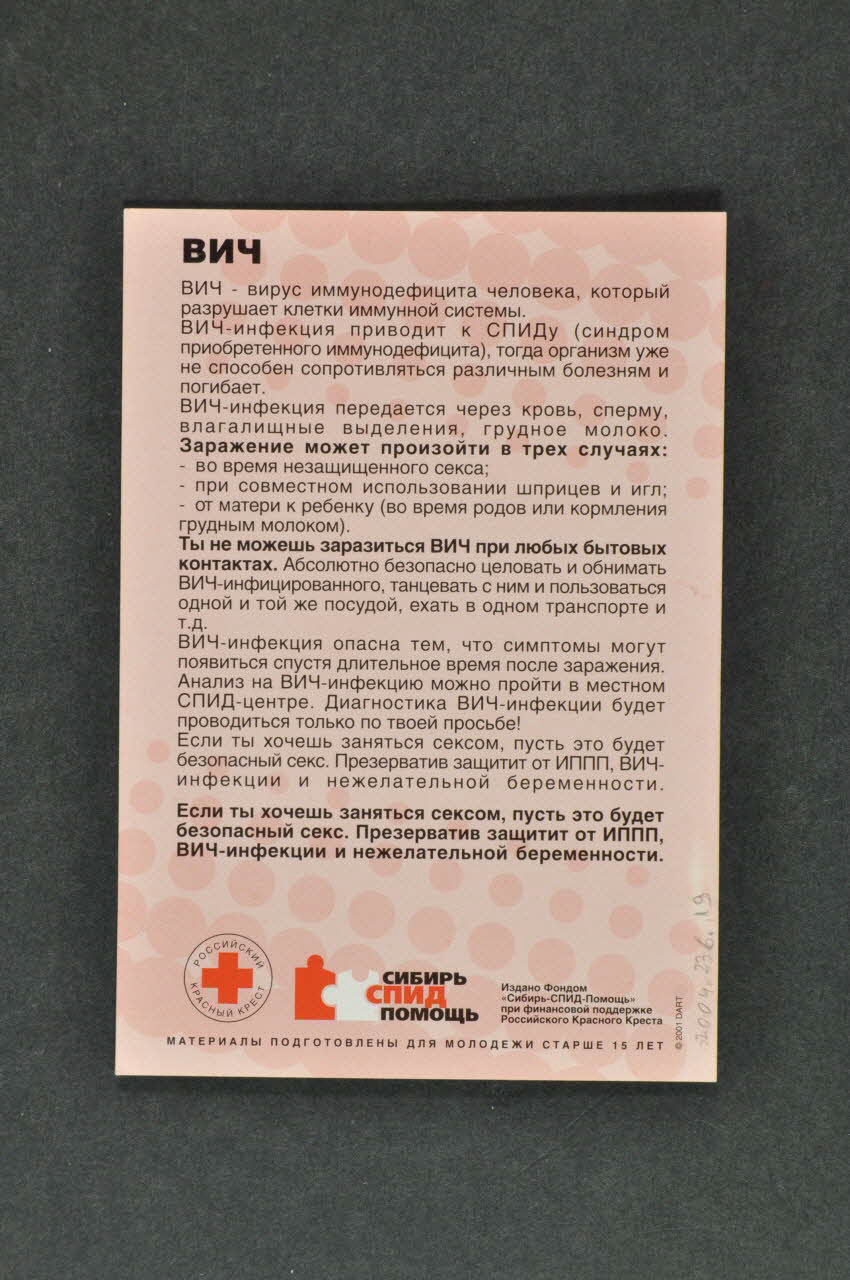 ВИЧ
ВИЧ - вирус иммунодефицита человека, который
разрушает клетки иммунной системы.
ВИЧ-инфекция приводит к СПИДу (синдром
приобретенного иммунодефицита), тогда организм уже
не способен сопротивляться различным болезням и
погибает.
ВИЧ-инфекция передается через кровь, сперму,
влагалищные выделения, грудное молоко.
Заражение может произойти в трех случаях:
- во время незащищенного секса;
- при совместном использовании шприцев и игл;
- от матери к ребенку (во время родов или кормления
грудным молоком).
Ты не можешь заразиться ВИЧ при любых бытовых
контактах. Абсолютно безопасно целовать и обнимать
ВИЧ-инфицированного, танцевать с ним и пользоваться
одной и той же посудой, ехать в одном транспорте и
т.д.
ВИЧ-инфекция опасна тем, что симптомы могут
появиться спустя длительное время после заражения.
Анализ на ВИЧ-инфекцию можно пройти в местном
СПИД-центре. Диагностика ВИЧ-инфекции будет
проводиться только по твоей просьбе!
Если ты хочешь заняться сексом, пусть это будет
безопасный секс. Презерватив защитит от ИППП, ВИЧ-
инфекции и нежелательной беременности.
Если ты хочешь заняться сексом, пусть это будет
безопасный секс. Презерватив защитит от ИППП,
ВИЧ-инфекции и нежелательной беременности.
РОССИЙСКИЙ
КРАСНЫЙ КРЕСТ
СИБИРЬ
СПИД
ПОМОЩЬ
Издано Фондом
«Сибирь-СПИД-Помощь»
при финансовой поддержке
Российского Красного Креста
© 2001 DART
2004.236.19
МАТЕРИАЛЫ ПОДГОТОВЛЕНЫ ДЛЯ МОЛОДЕЖИ СТАРШЕ 15 ЛЕТ